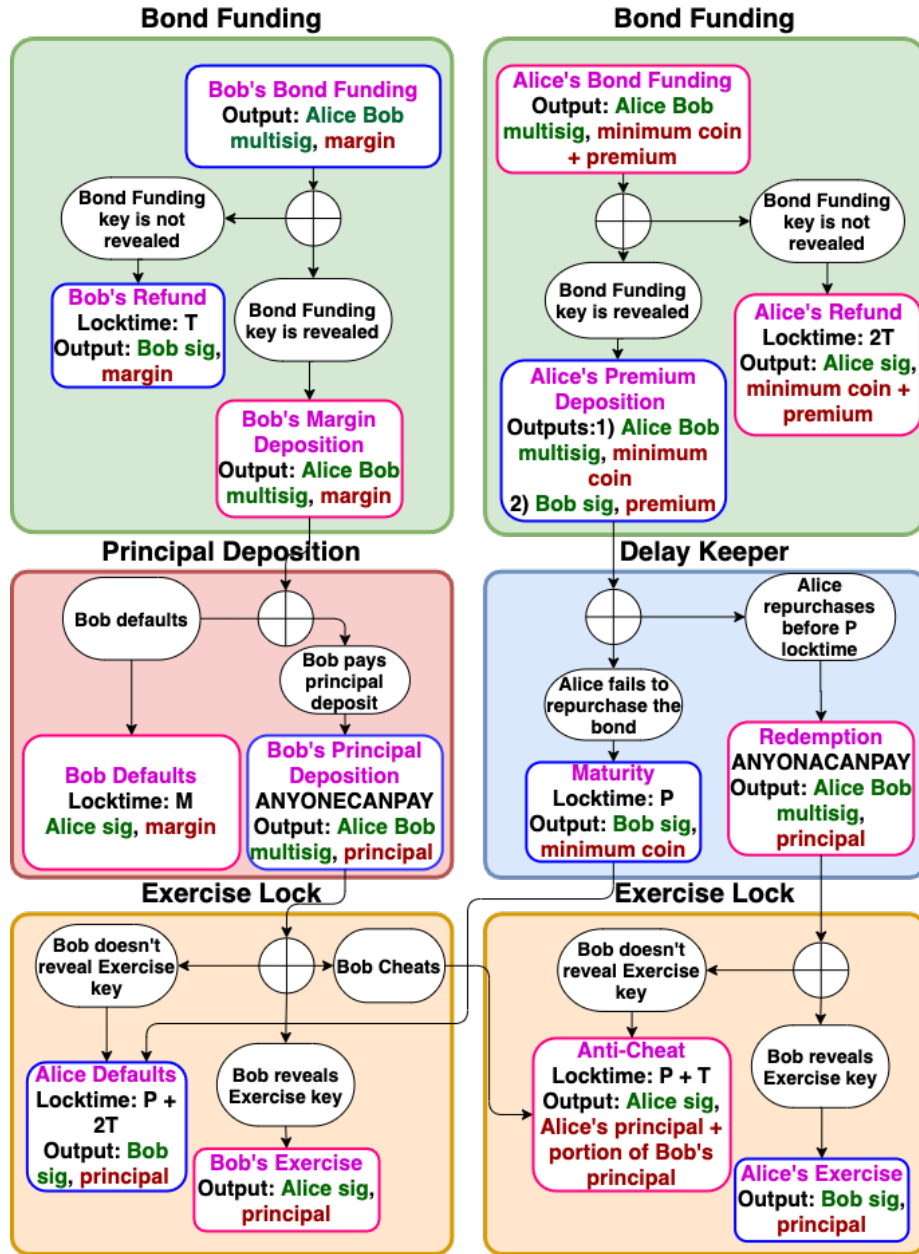 Bond Funding
Bob's Bond Funding
Output: Alice Bob
multisig, margin
Bond Funding
key is not
revealed
Bob's Refund
Locktime: T
Output: Bob sig,
margin
Bond Funding
key is revealed
Bob's Margin
Deposition
Output: Alice Bob
multisig, margin
Bond Funding
Alice's Bond Funding
Output: Alice Bob
multisig, minimum coin
+ premium
Bond Funding
key is not
revealed
Bond Funding
key is revealed
Alice's Refund
Locktime: 2T
Output: Alice sig,
minimum coin +
premium
Alice's Premium
Deposition
Outputs:1) Alice Bob
multisig, minimum
coin
2) Bob sig, premium
Principal Deposition
Bob defaults
Bob pays
principal
deposit
Bob Defaults
Locktime: M
Alice sig, margin
Bob's Principal
Deposition
ANYONECANPAY
Output: Alice Bob
multisig, principal
Delay Keeper
Alice
repurchases
before P
locktime
Alice fails to
repurchase the
bond
Maturity
Locktime: P
Output: Bob sig,
minimum coin
Redemption
ANYONACANPAY
Output: Alice Bob
multisig,
principal
Exercise Lock
Bob doesn't
reveal Exercise
key
Bob Cheats
Bob reveals
Exercise key
Alice Defaults
Locktime: P +
2T
Output: Bob
sig, principal
Bob's Exercise
Output: Alice sig,
principal
Exercise Lock
Bob doesn't
reveal Exercise
key
Bob reveals
Exercise key
Anti-Cheat
Locktime: P + T
Output: Alice sig,
Alice's principal +
portion of Bob's
principal
Alice's Exercise
Output: Bob sig,
principal